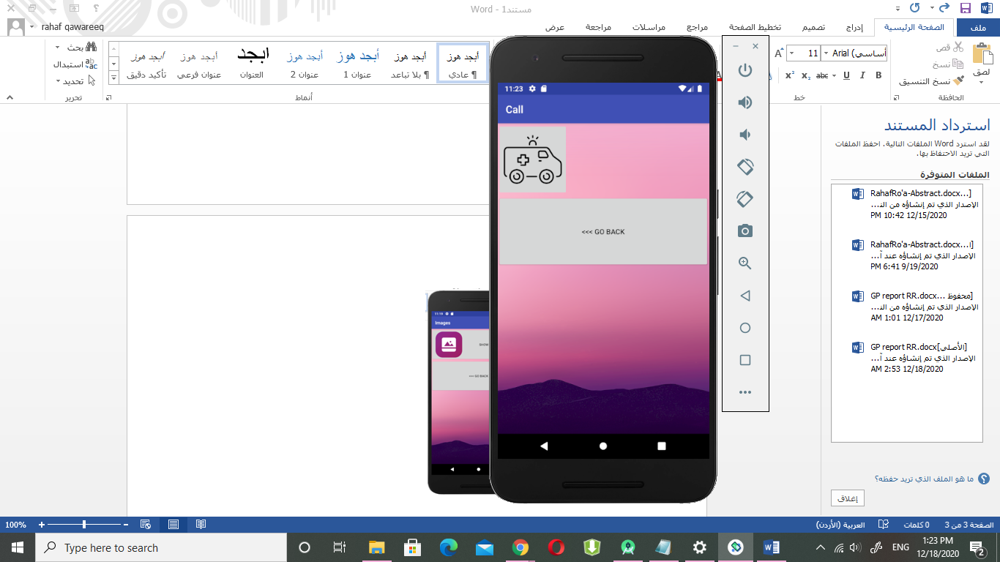 مستند1 - Word
rahaf qawareeq
ملف
الصفحة الرئيسية
إدراج
تصميم
تخطيط الصفحة
مراجع
مراسلات
مراجعة
عرض
قص
نسخ
نسخ التنسيق
لصق
الحافظة
Arial (أساسي)
11
A
B I U abc x₂ x²
خط
أبجد هوز
¶ عادي
أبجد هوز
¶ بلا تباعد
أبجد هوز
عنوان 1
أبجد هوز
عنوان 2
ابجد
العنوان
أبجد هوز
عنوان فرعي
أبجد هوز
تأكيد دقيق
أنماط
بحث
استبدال
تحديد
تحرير
استرداد المستند
لقد استرد Word الملفات التالية. احفظ الملفات
التي تريد الاحتفاظ بها.
الملفات المتوفرة
RahafRo'a-Abstract.docx...[
الإصدار الذي تم إنشاؤه من الن...
12/15/2020 10:42 PM
RahafRo'a-Abstract.docx...ا]
الإصدار الذي تم إنشاؤه عند آ...
9/19/2020 6:41 PM
GP report RR.docx... محفوظ]
الإصدار الذي تم إنشاؤه من الن...
12/17/2020 1:01 AM
GP report RR.docx[الأصلي]
الإصدار الذي تم إنشاؤه عند آ...
12/18/2020 2:53 AM
ما هو الملف الذي تريد حفظه؟
إغلاق
11:23
Call
<<< GO BACK
11:19
Images
SHOW
<<< GO BACK
الصفحة 3 من 3
0 كلمات
العربية (الأردن)
100%
Type here to search
ENG
1:23 PM
12/18/2020
2